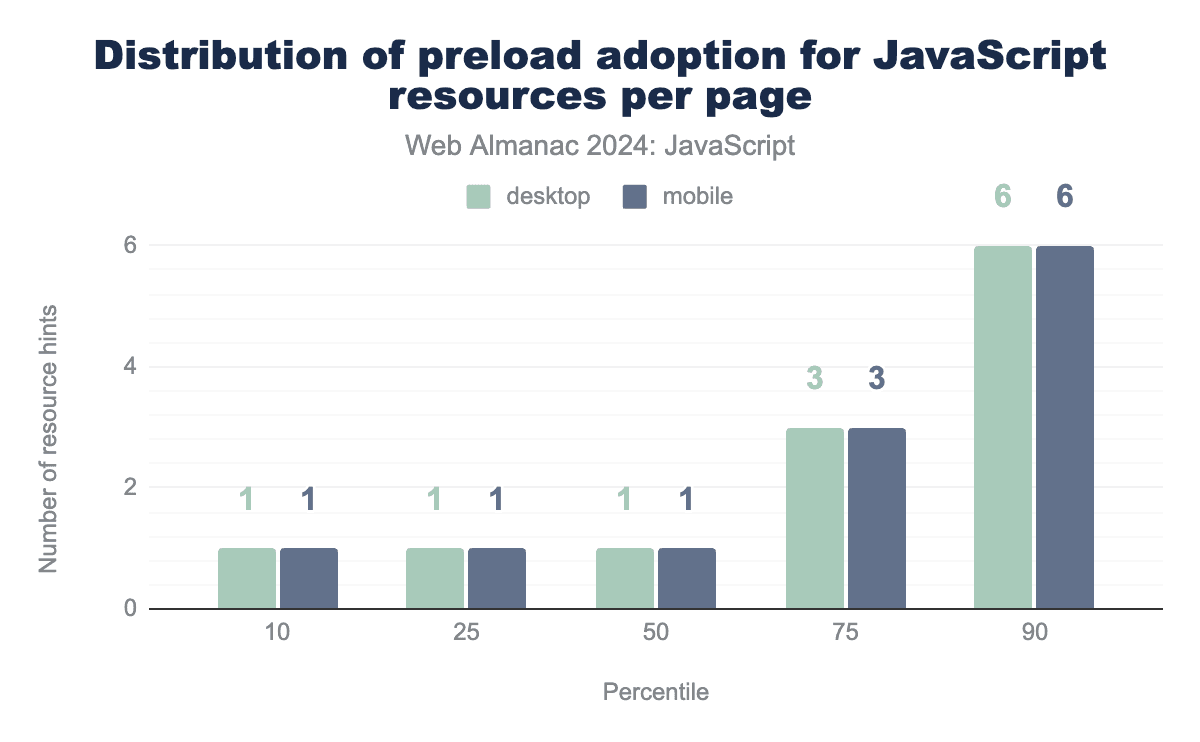 Distribution of preload adoption for JavaScript
resources per page
Web Almanac 2024: JavaScript
desktop mobile
6 6
6
Number of resource hints
4
3 3
2
1 1 1 1 1 1
0
10 25 50 75 90
Percentile